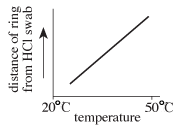 distance of ring
from HCl swab
20°C 50°C
temperature